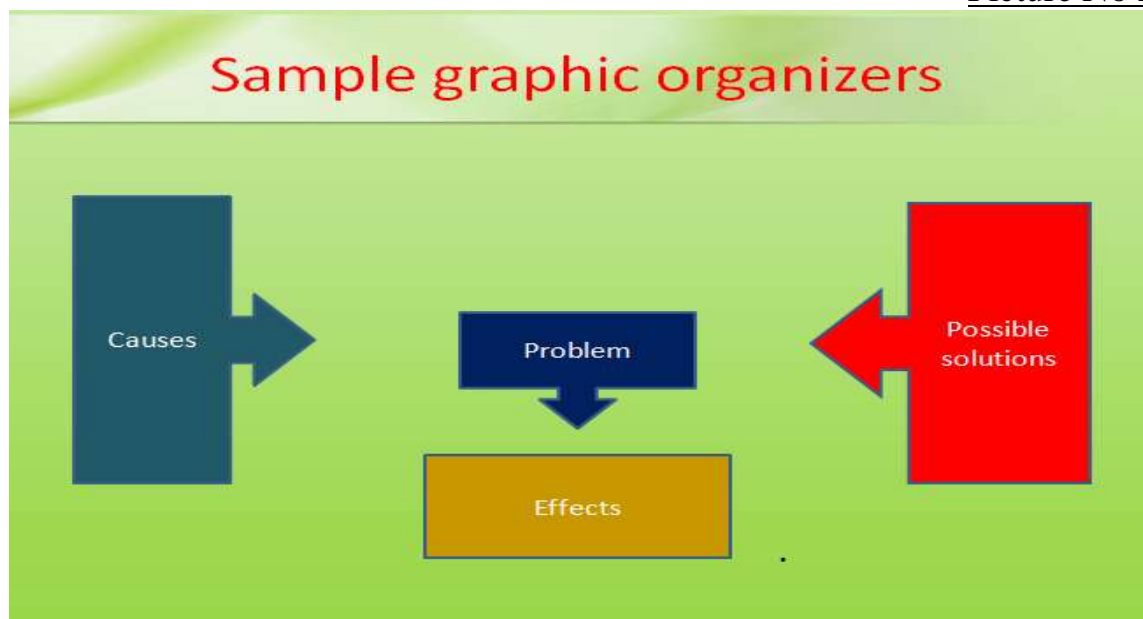 Sample graphic organizers
Causes
Problem
Possible
solutions
Effects
.